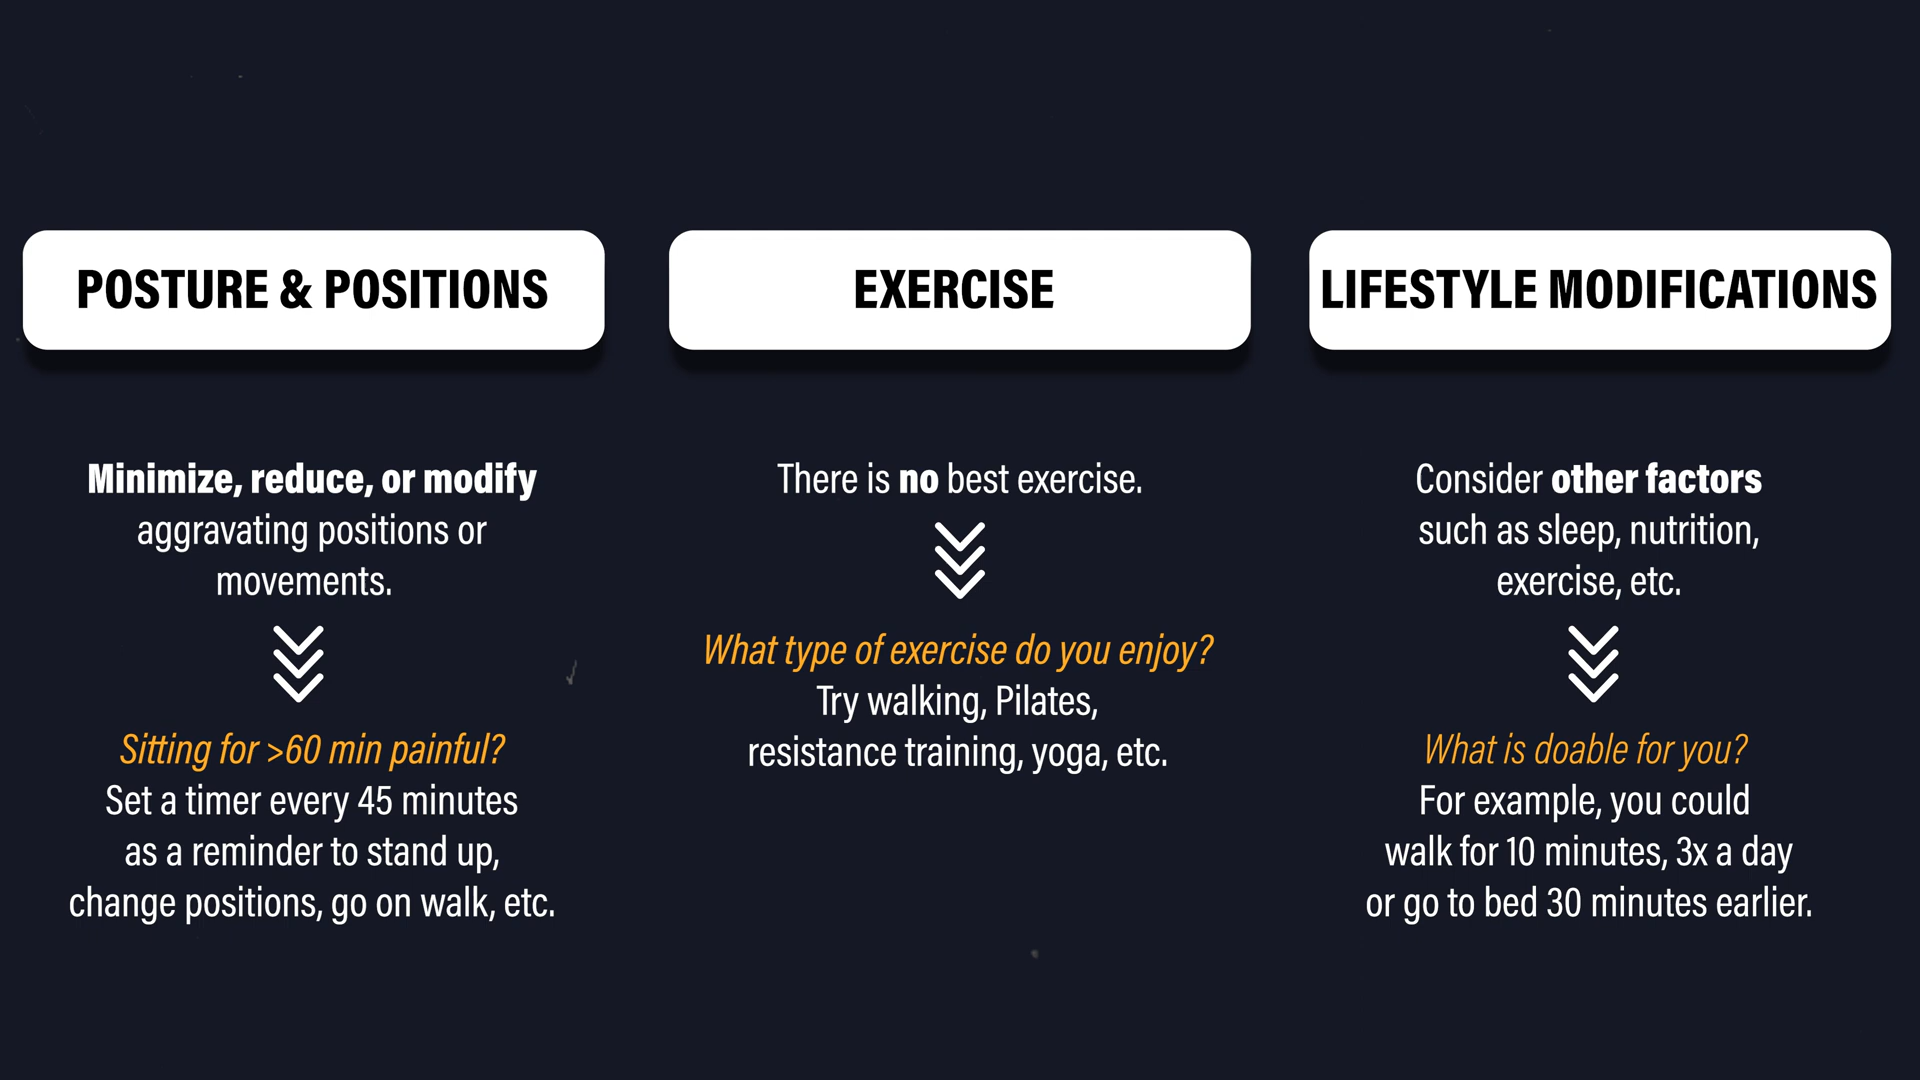 POSTURE & POSITIONS
Minimize, reduce, or modify
aggravating positions or
movements.
Sitting for >60 min painful?
Set a timer every 45 minutes
as a reminder to stand up,
change positions, go on walk, etc.
EXERCISE
There is no best exercise.
What type of exercise do you enjoy?
Try walking, Pilates,
resistance training, yoga, etc.
LIFESTYLE MODIFICATIONS
Consider other factors
such as sleep, nutrition,
exercise, etc.
What is doable for you?
For example, you could
walk for 10 minutes, 3x a day
or go to bed 30 minutes earlier.